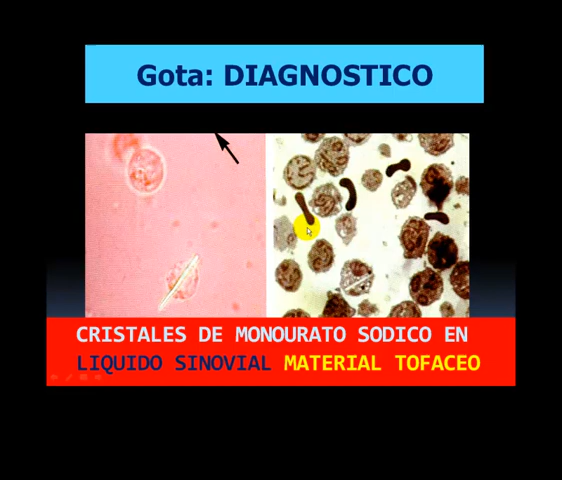 Gota: DIAGNOSTICO
CRISTALES DE MONOURATO SODICO EN
LIQUIDO SINOVIAL MATERIAL TOFACEO